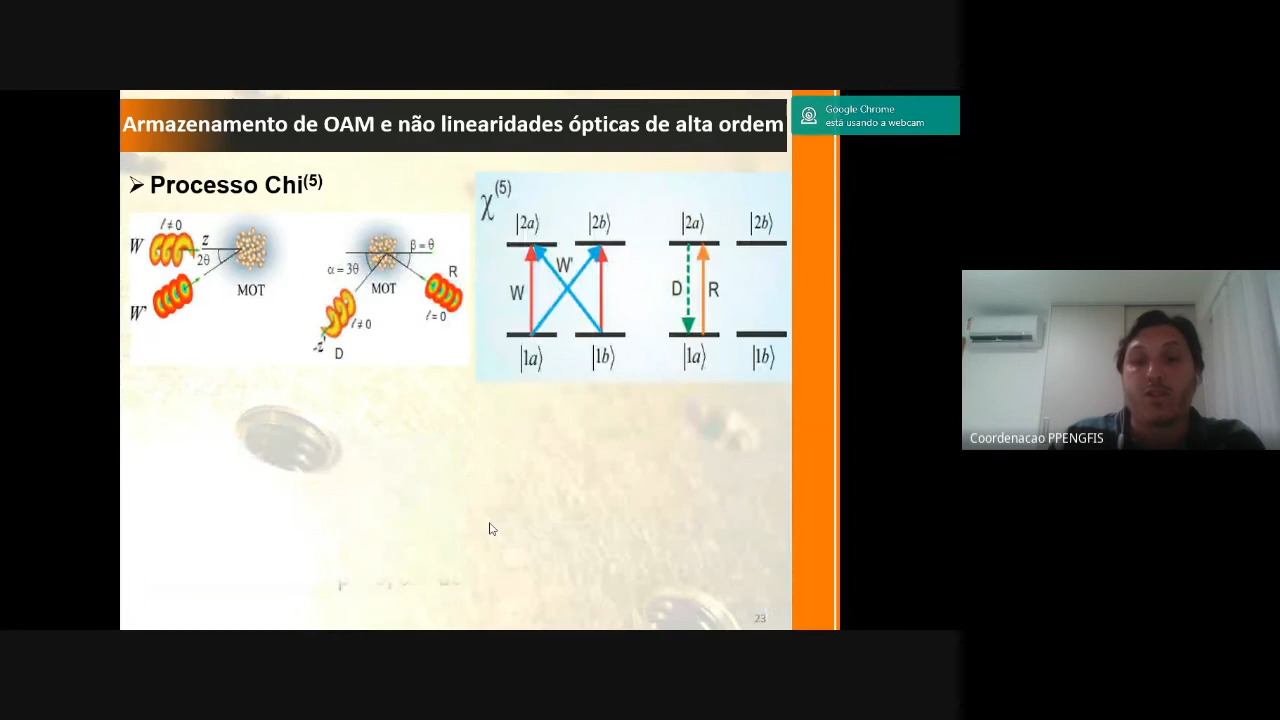 Armazenamento de OAM e não linearidades ópticas de alta ordem
Google Chrome
está usando a webcam
➢ Processo Chi(5)
χ(5)
W
ℓ≠0
z
2θ
MOT
W'
α = 3θ
β = θ
MOT
R
ℓ=0
ℓ≠0
-z
D
|2a⟩ |2b⟩ |2a⟩ |2b⟩
W
W'
D
R
|1a⟩ |1b⟩ |1a⟩ |1b⟩
Coordenacao PPENGFIS
23